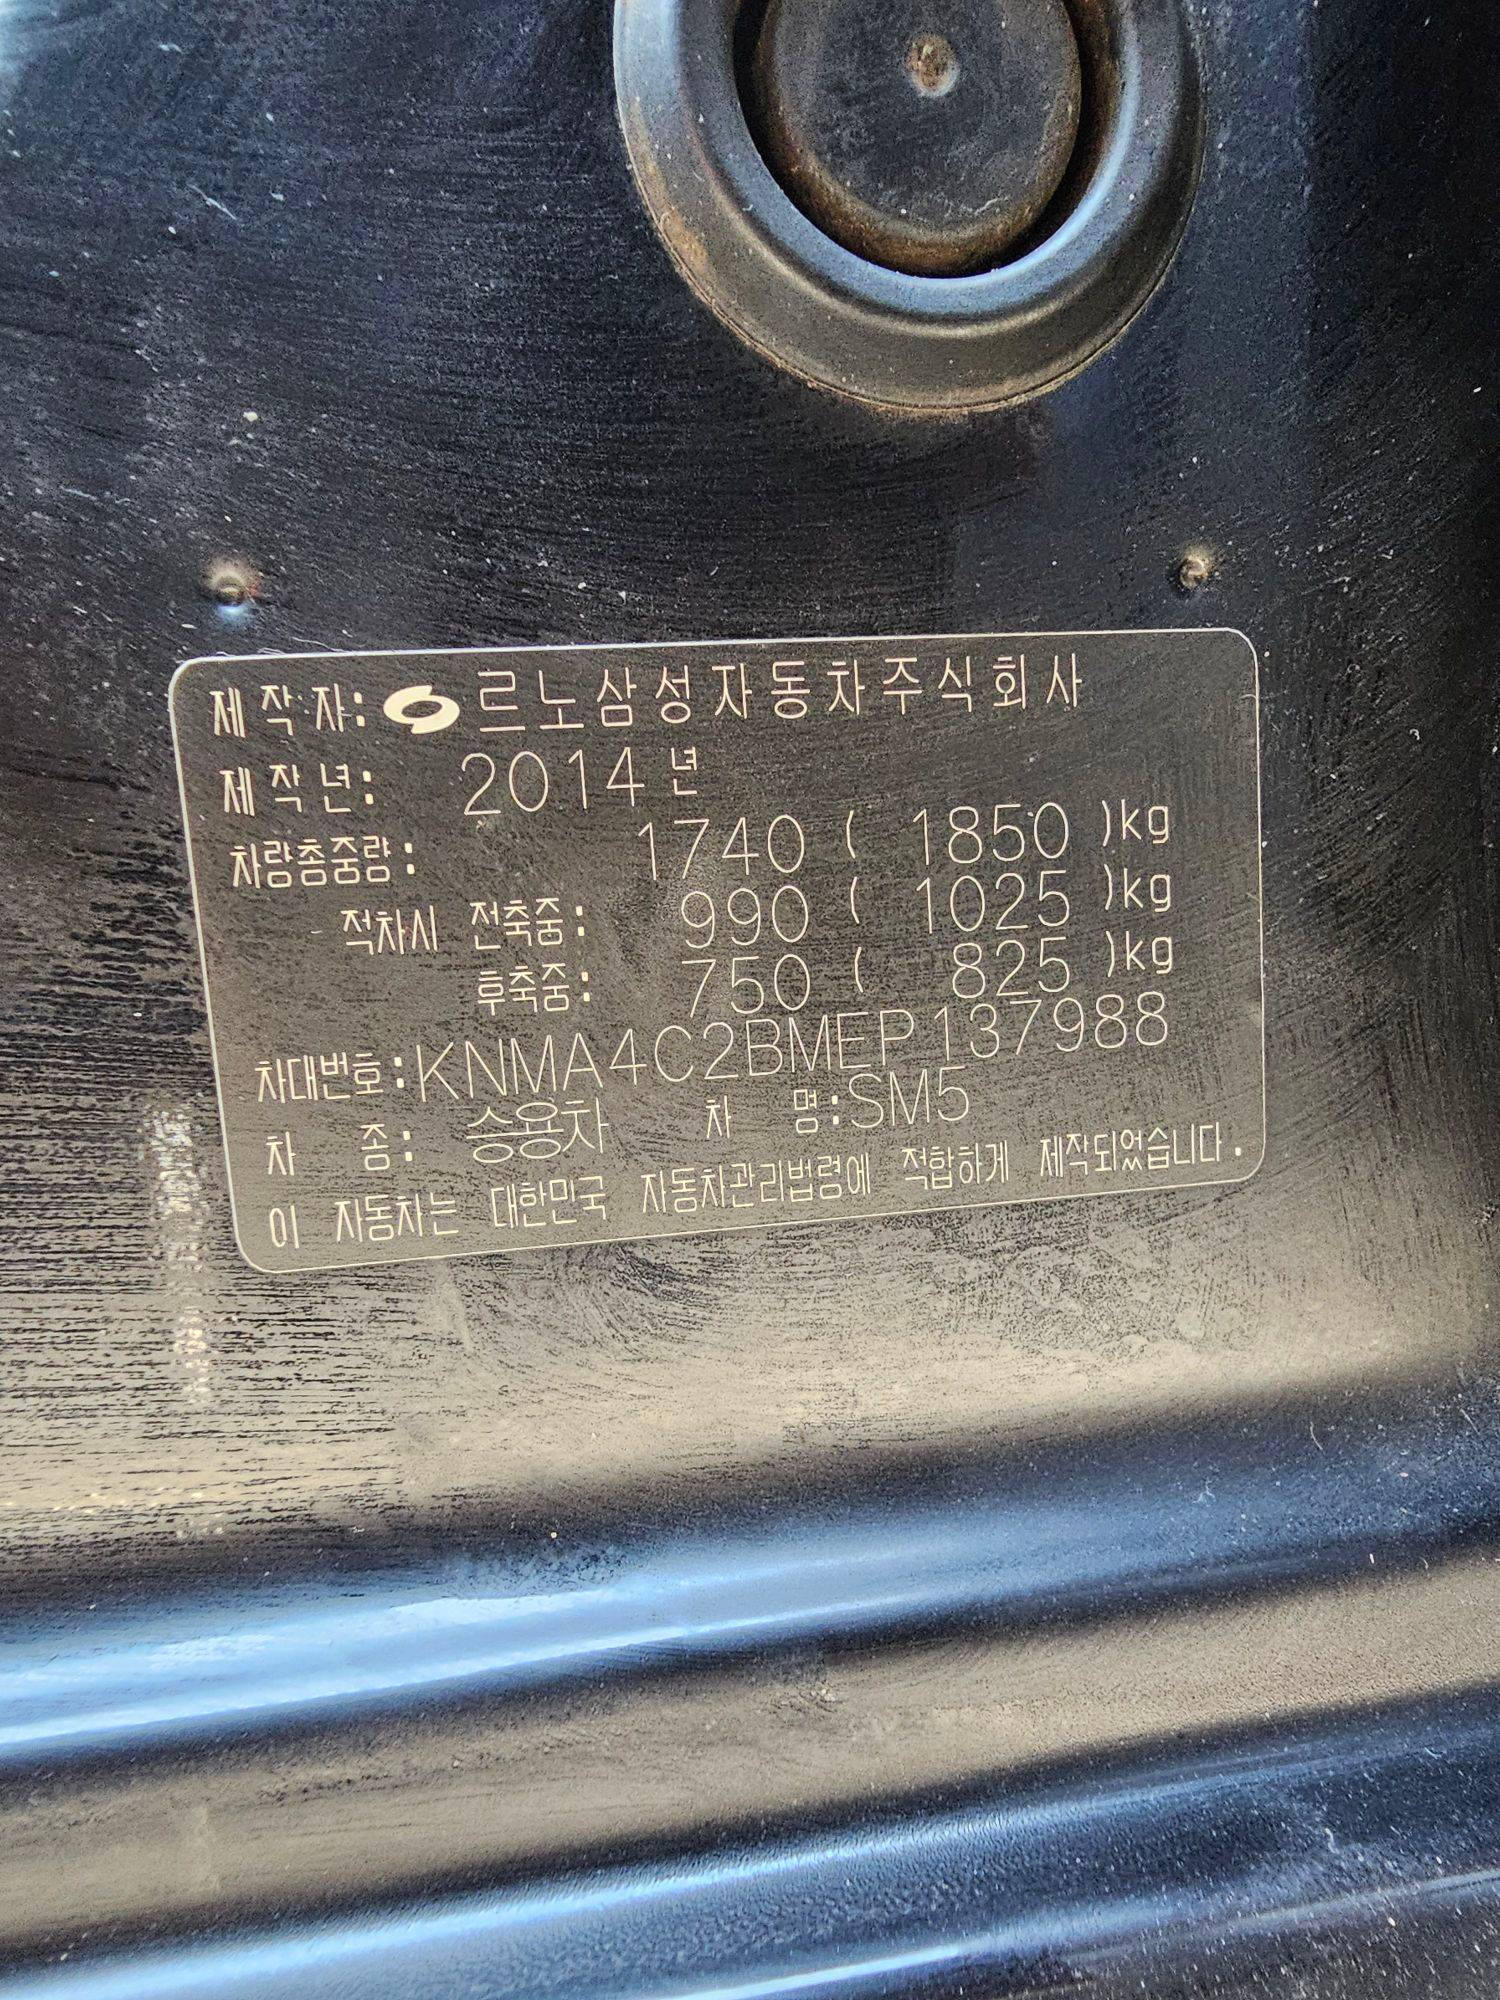 제 작 자: 르노삼성자동차주식회사
제 작 년: 2014 년
차량총중량: 1740 ( 1850 )kg
적차시 전축중: 990 ( 1025 )kg
후축중: 750 ( 825 )kg
차대번호:KNMA4C2BMEP137988
차 종: 승용차 차 명:SM5
이 자동차는 대한민국 자동차관리법령에 적합하게 제작되었습니다.